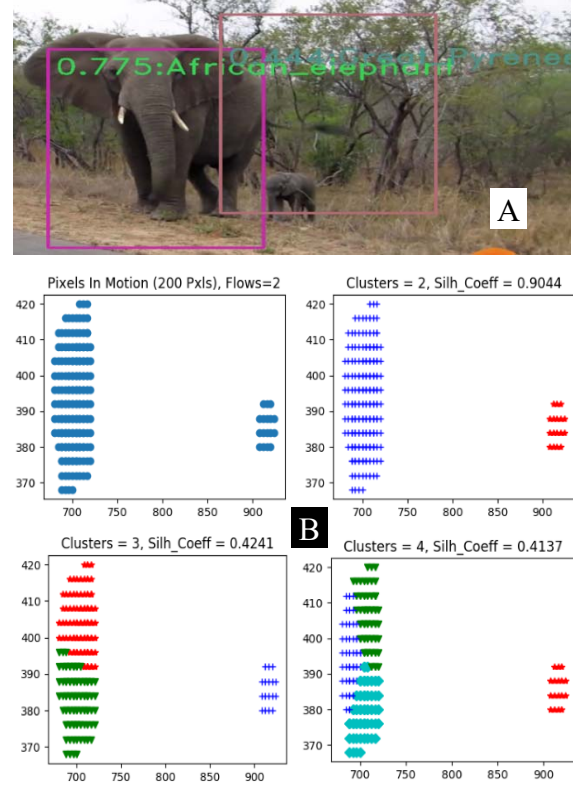 0.444:Great_Pyrenees
0.775:African_elephant
A
Pixels In Motion (200 Pxls), Flows=2
420
410
400
390
380
370
700 750 800 850 900
Clusters = 2, Silh_Coeff = 0.9044
420
410
400
390
380
370
700 750 800 850 900
B
Clusters = 3, Silh_Coeff = 0.4241
420
410
400
390
380
370
700 750 800 850 900
Clusters = 4, Silh_Coeff = 0.4137
420
410
400
390
380
370
700 750 800 850 900